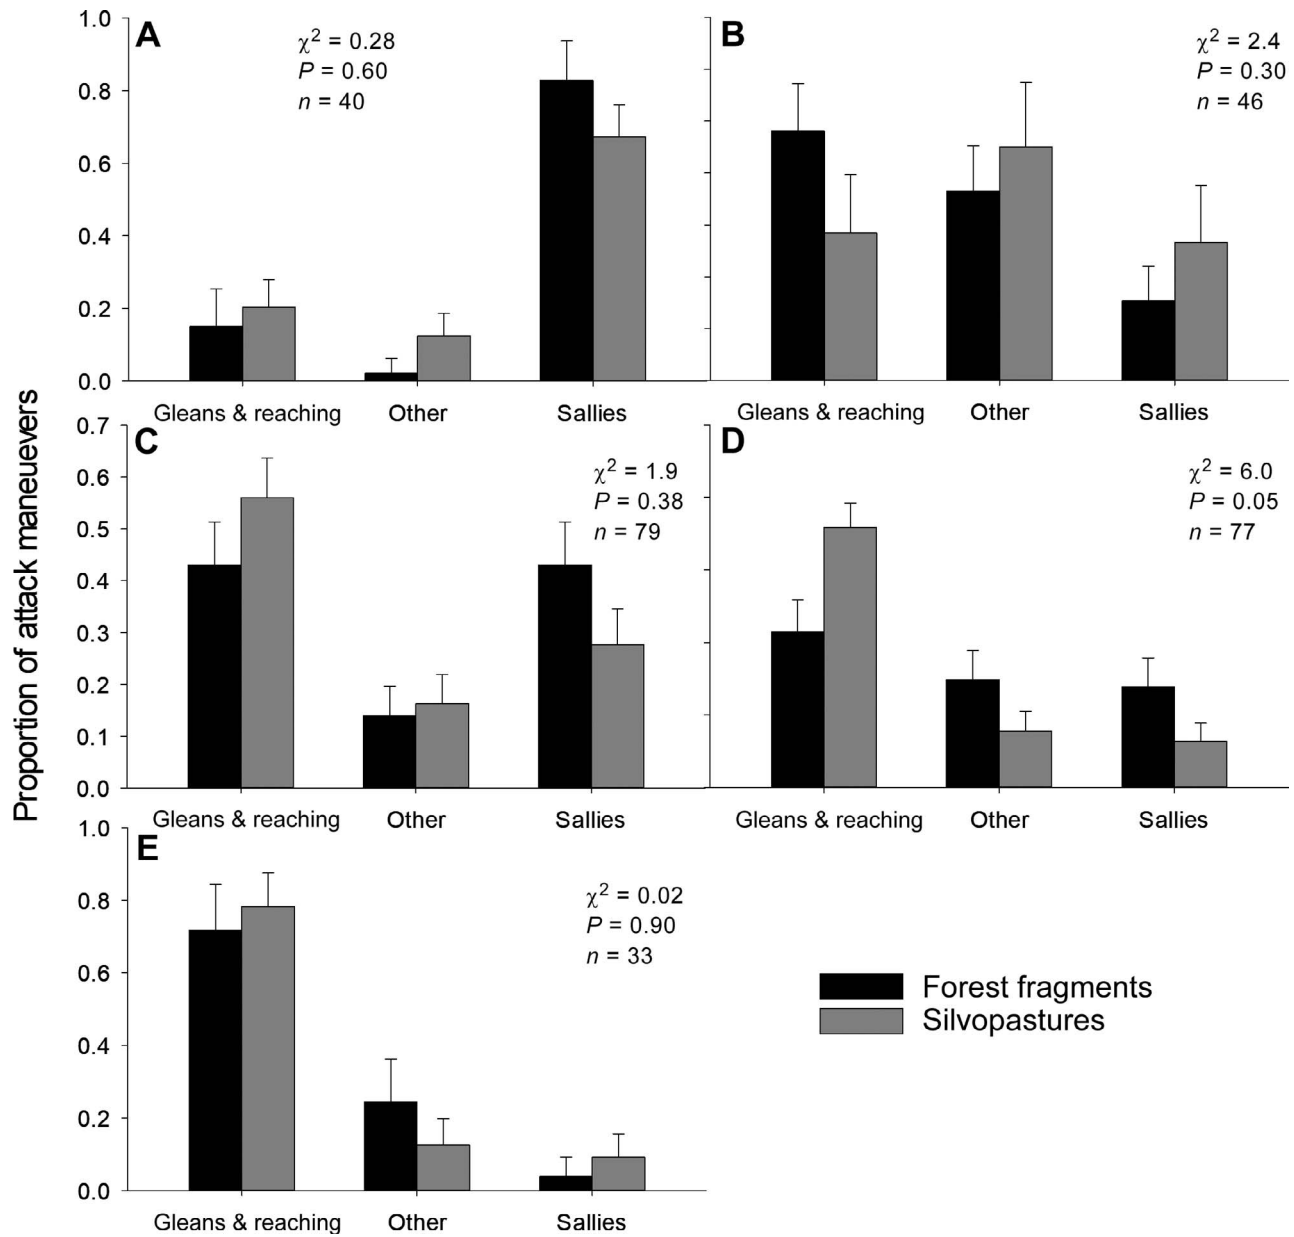 Proportion of attack maneuevers
A
χ² = 0.28
P = 0.60
n = 40
1.0
0.8
0.6
0.4
0.2
0.0
Gleans & reaching Other Sallies
B
χ² = 2.4
P = 0.30
n = 46
Gleans & reaching Other Sallies
C
χ² = 1.9
P = 0.38
n = 79
0.7
0.6
0.5
0.4
0.3
0.2
0.1
0.0
Gleans & reaching Other Sallies
D
χ² = 6.0
P = 0.05
n = 77
Gleans & reaching Other Sallies
E
χ² = 0.02
P = 0.90
n = 33
1.0
0.8
0.6
0.4
0.2
0.0
Gleans & reaching Other Sallies
Forest fragments
Silvopastures